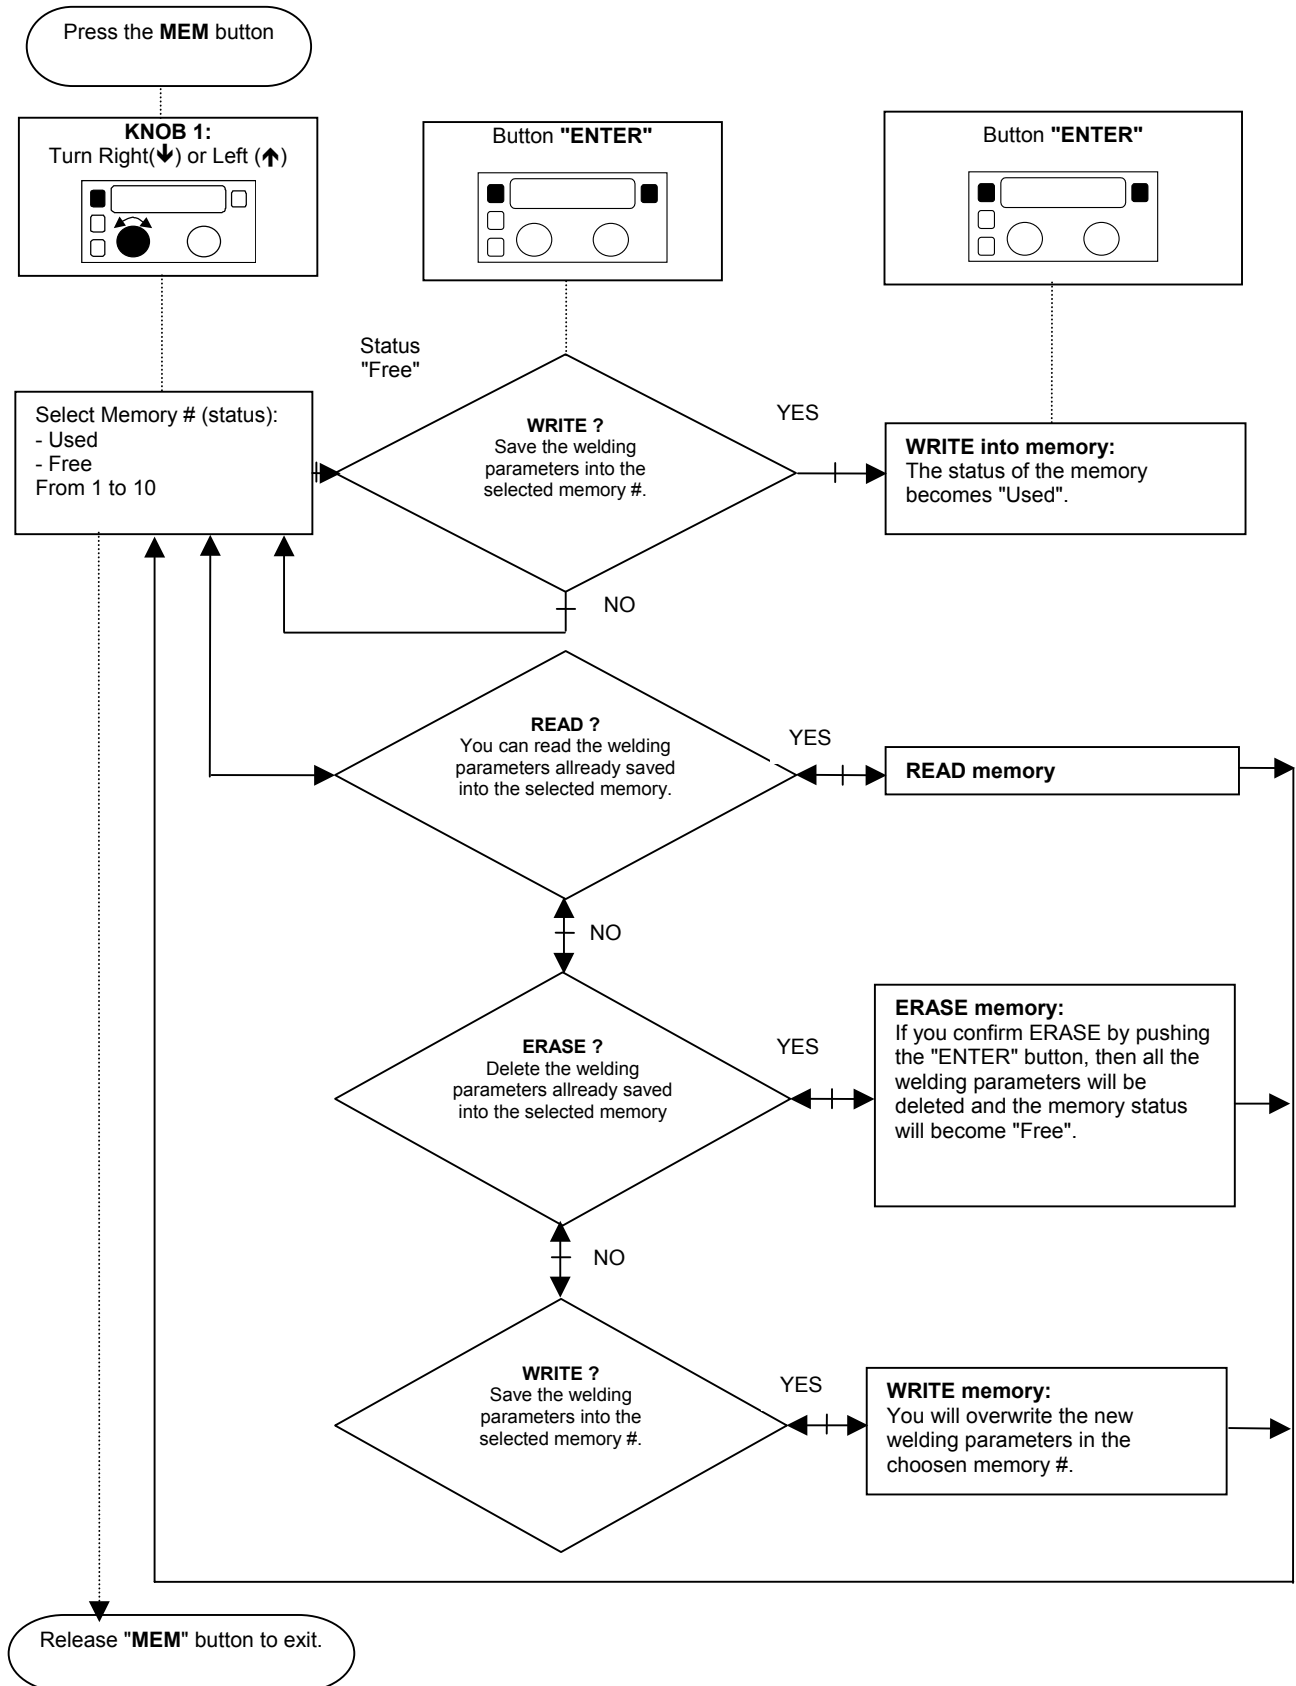 Press the MEM button
KNOB 1:
Turn Right(🡫) or Left (🡩)
Button "ENTER"
Button "ENTER"
Status
"Free"
Select Memory # (status):
- Used
- Free
From 1 to 10
WRITE ?
Save the welding
parameters into the
selected memory #.
YES
WRITE into memory:
The status of the memory
becomes "Used".
NO
READ ?
You can read the welding
parameters allready saved
into the selected memory.
YES
READ memory
NO
ERASE ?
Delete the welding
parameters allready saved
into the selected memory
YES
ERASE memory:
If you confirm ERASE by pushing
the "ENTER" button, then all the
welding parameters will be
deleted and the memory status
will become "Free".
NO
WRITE ?
Save the welding
parameters into the
selected memory #.
YES
WRITE memory:
You will overwrite the new
welding parameters in the
choosen memory #.
Release "MEM" button to exit.